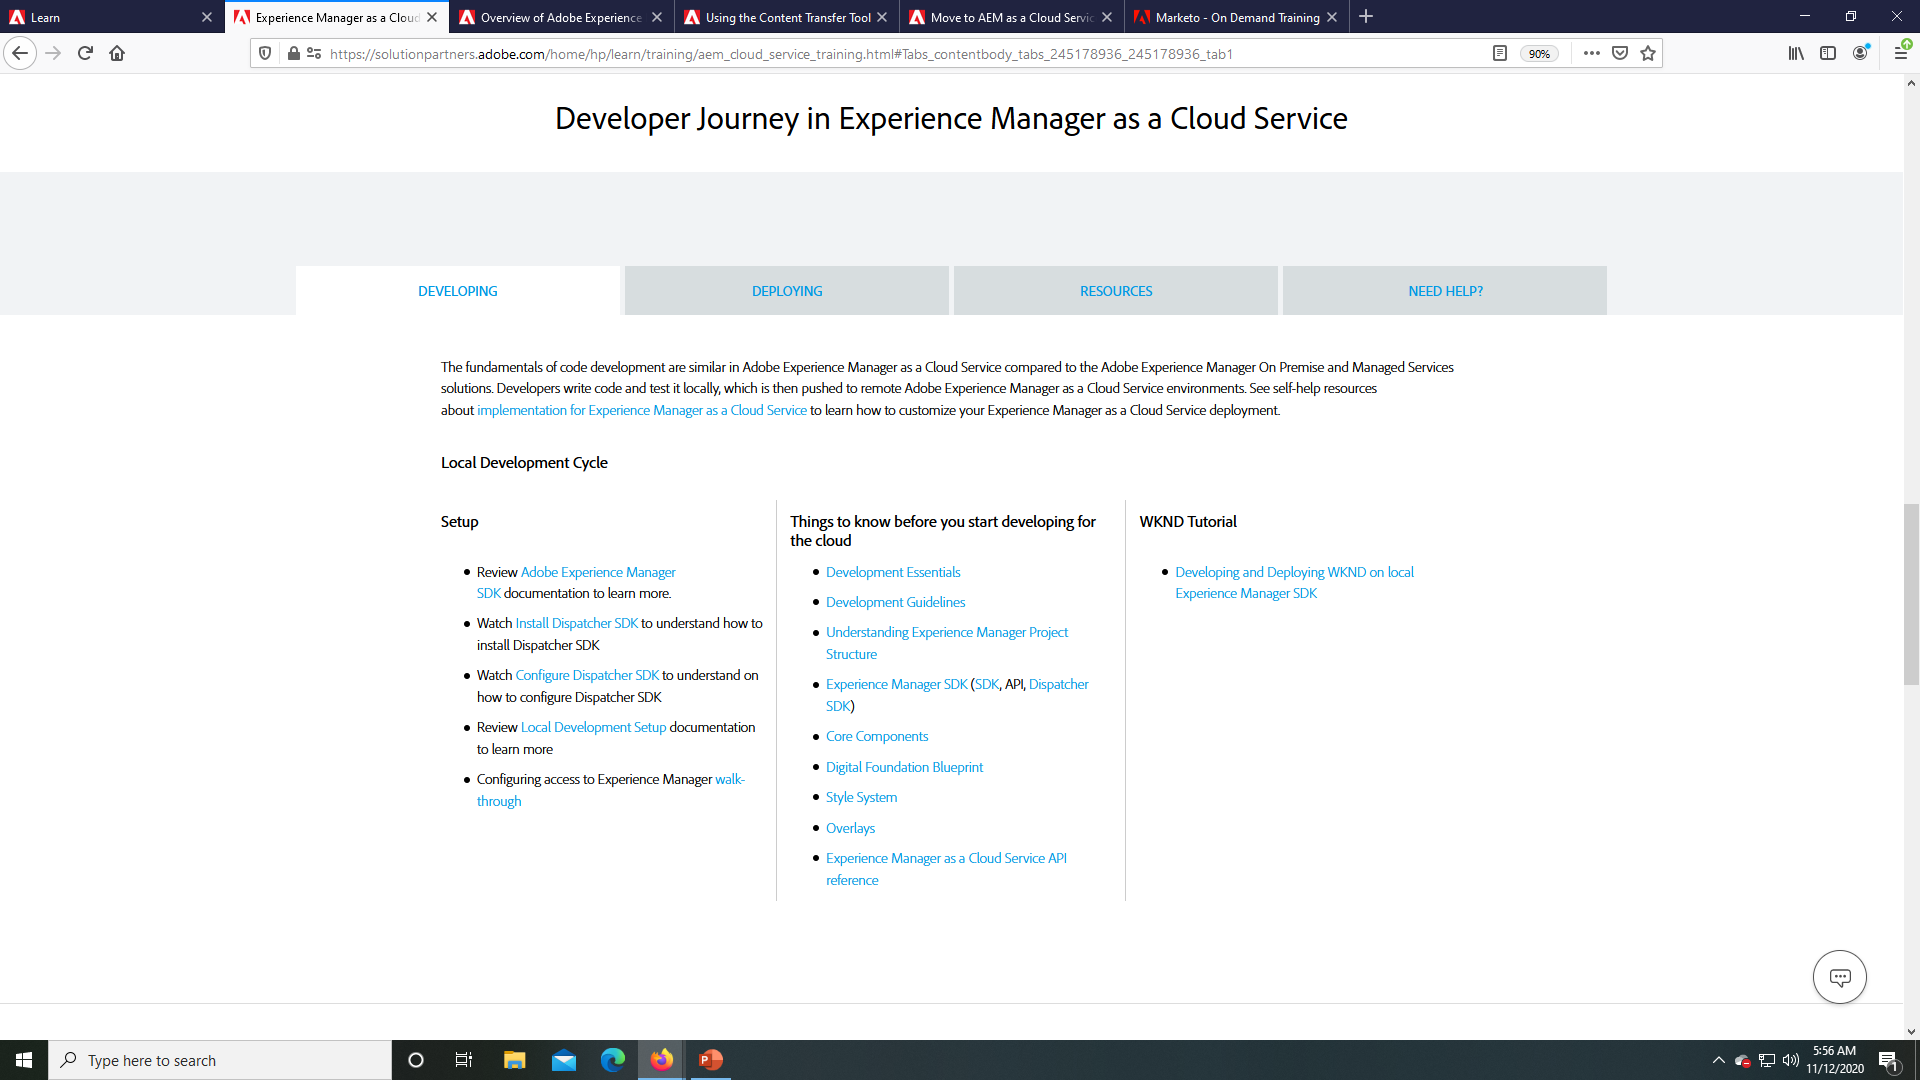 Learn
Experience Manager as a Cloud
Overview of Adobe Experience
Using the Content Transfer Tool
Move to AEM as a Cloud Servic
Marketo - On Demand Training
https://solutionpartners.adobe.com/home/hp/learn/training/aem_cloud_service_training.html#Tabs_contentbody_tabs_245178936_245178936_tab1
90%
Developer Journey in Experience Manager as a Cloud Service
DEVELOPING
DEPLOYING
RESOURCES
NEED HELP?
The fundamentals of code development are similar in Adobe Experience Manager as a Cloud Service compared to the Adobe Experience Manager On Premise and Managed Services
solutions. Developers write code and test it locally, which is then pushed to remote Adobe Experience Manager as a Cloud Service environments. See self-help resources
about implementation for Experience Manager as a Cloud Service to learn how to customize your Experience Manager as a Cloud Service deployment.
Local Development Cycle
Setup
Review Adobe Experience Manager
SDK documentation to learn more.
Watch Install Dispatcher SDK to understand how to
install Dispatcher SDK
Watch Configure Dispatcher SDK to understand on
how to configure Dispatcher SDK
Review Local Development Setup documentation
to learn more
Configuring access to Experience Manager walk-
through
Things to know before you start developing for
the cloud
Development Essentials
Development Guidelines
Understanding Experience Manager Project
Structure
Experience Manager SDK (SDK, API, Dispatcher
SDK)
Core Components
Digital Foundation Blueprint
Style System
Overlays
Experience Manager as a Cloud Service API
reference
WKND Tutorial
Developing and Deploying WKND on local
Experience Manager SDK
Type here to search
5:56 AM
11/12/2020
1